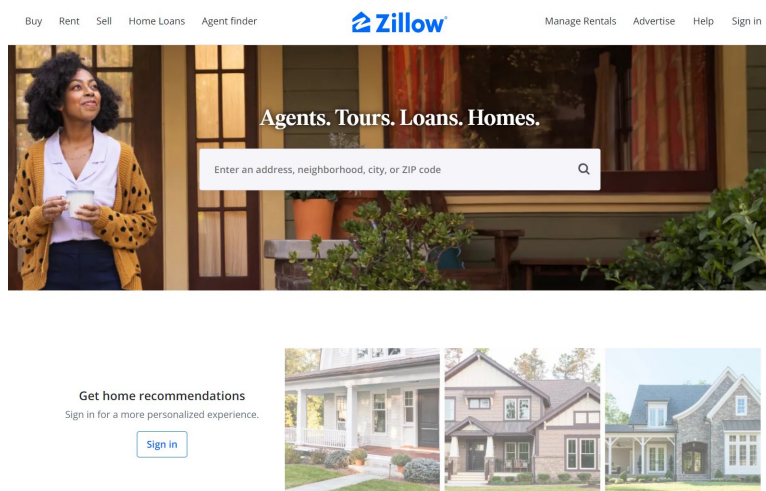 Buy Rent Sell Home Loans Agent finder Zillow Manage Rentals Advertise Help Sign in
Agents. Tours. Loans. Homes.
Enter an address, neighborhood, city, or ZIP code
Get home recommendations
Sign in for a more personalized experience.
Sign in